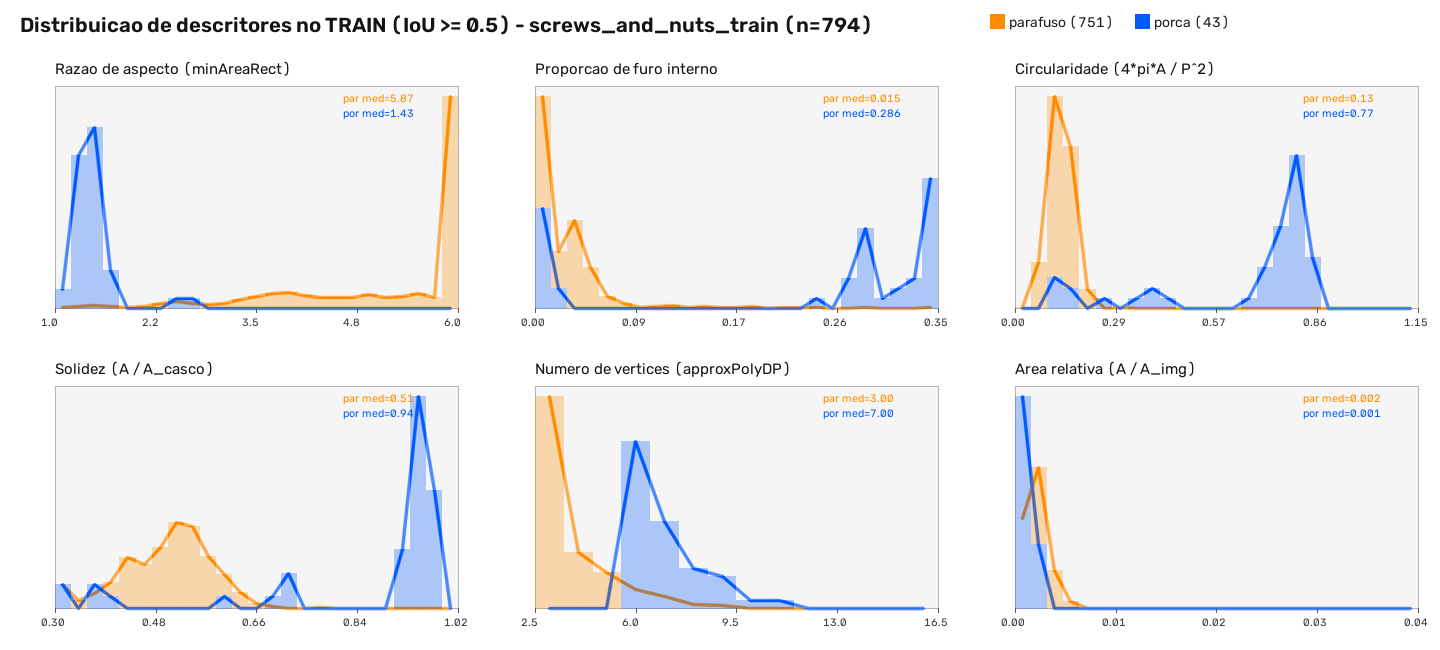 Distribuicao de descritores no TRAIN (IoU >= 0.5) - screws_and_nuts_train (n=794)
parafuso (751) porca (43)
Razao de aspecto (minAreaRect)
par med=5.87
por med=1.43
1.0 2.2 3.5 4.8 6.0
Proporcao de furo interno
par med=0.015
por med=0.286
0.00 0.09 0.17 0.26 0.35
Circularidade (4*pi*A / P^2)
par med=0.13
por med=0.77
0.00 0.29 0.57 0.86 1.15
Solidez (A / A_casco)
par med=0.51
por med=0.94
0.30 0.48 0.66 0.84 1.02
Numero de vertices (approxPolyDP)
par med=3.00
por med=7.00
2.5 6.0 9.5 13.0 16.5
Area relativa (A / A_img)
par med=0.002
por med=0.001
0.00 0.01 0.02 0.03 0.04